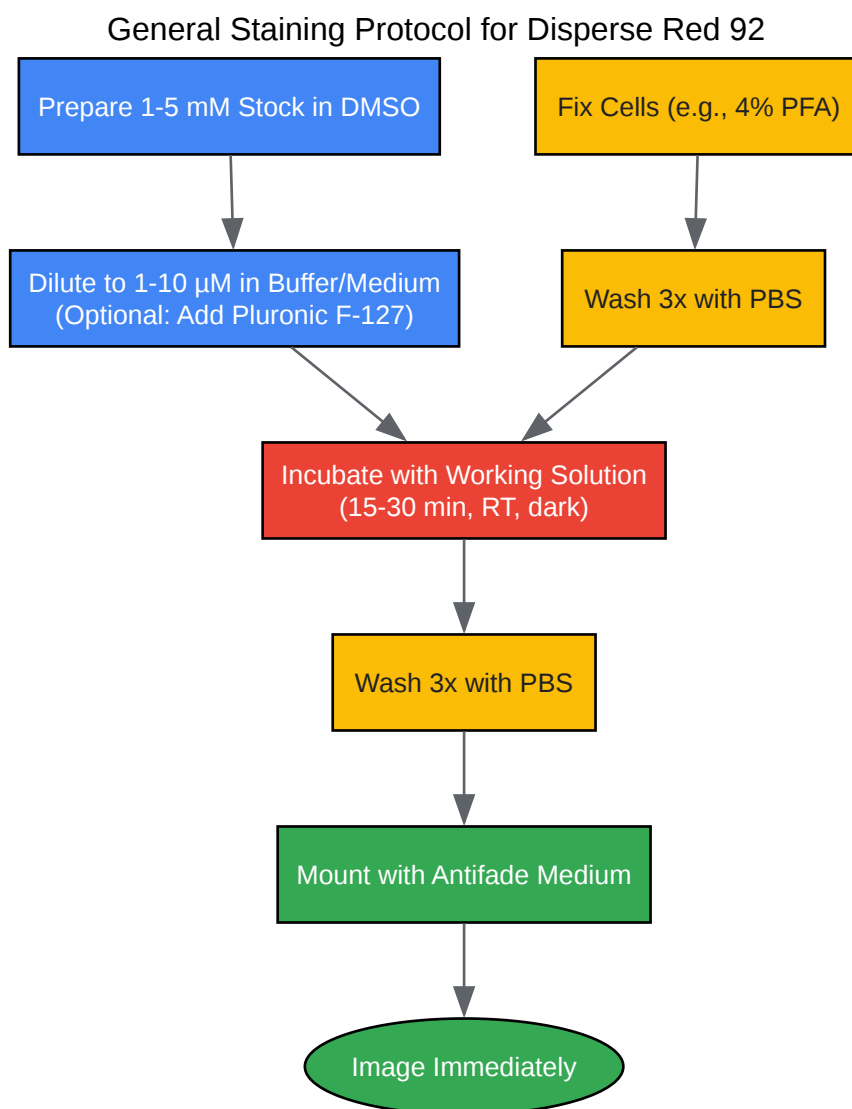 General Staining Protocol for Disperse Red 92
Prepare 1-5 mM Stock in DMSO
Fix Cells (e.g., 4% PFA)
Dilute to 1-10 µM in Buffer/Medium
(Optional: Add Pluronic F-127)
Wash 3x with PBS
Incubate with Working Solution
(15-30 min, RT, dark)
Wash 3x with PBS
Mount with Antifade Medium
Image Immediately